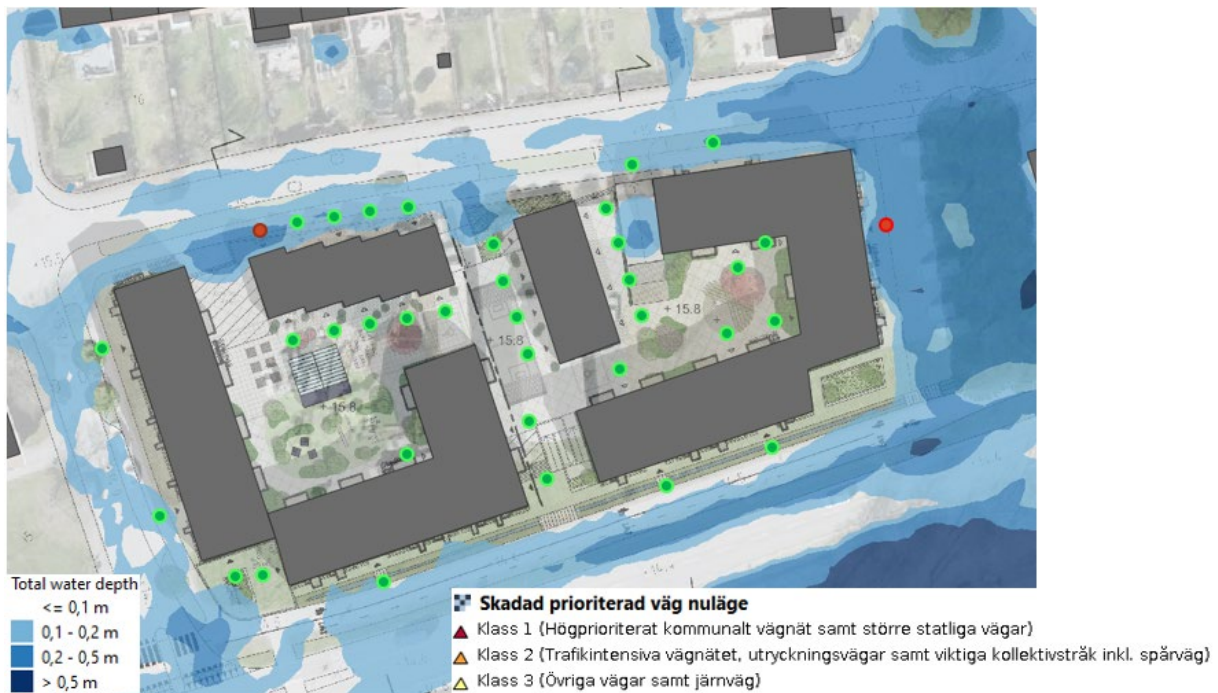 + 15.8
15.8
+ 15.8
Total water depth
<= 0,1 m
0,1 - 0,2 m
0,2 - 0,5 m
> 0,5 m
Skadad prioriterad väg nuläge
Klass 1 (Högprioriterat kommunalt vägnät samt större statliga vägar)
Klass 2 (Trafikintensiva vägnätet, utryckningsvägar samt viktiga kollektivstråk inkl. spårväg)
Klass 3 (Övriga vägar samt järnväg)